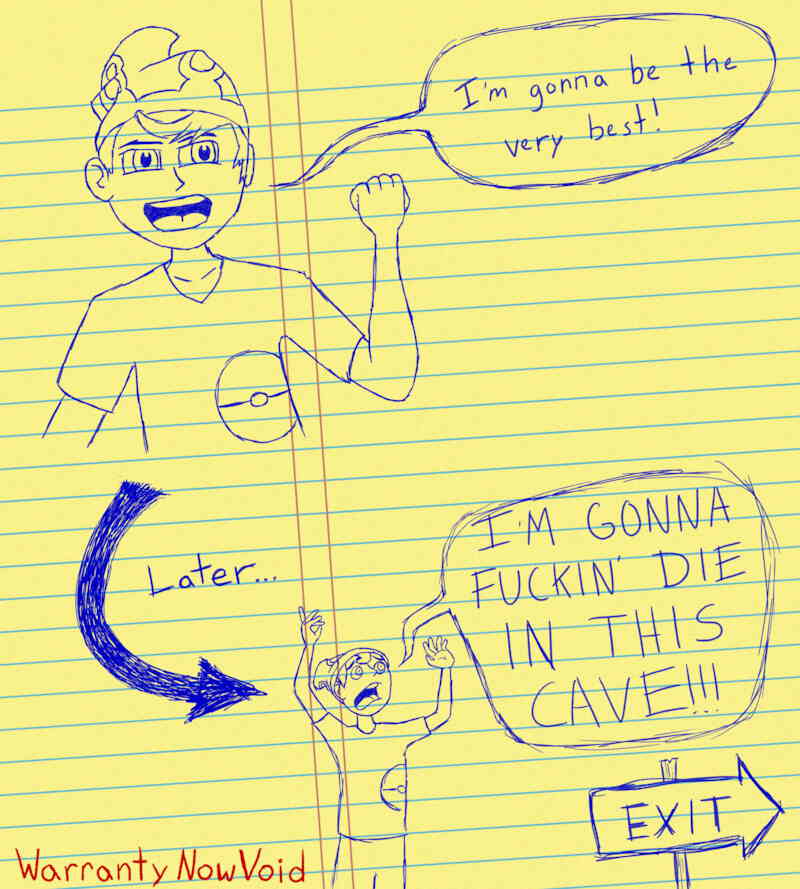 I'm gonna be the
very best!
Later...
I'M GONNA
FUCKIN' DIE
IN THIS
CAVE!!!
EXIT
WarrantyNowVoid